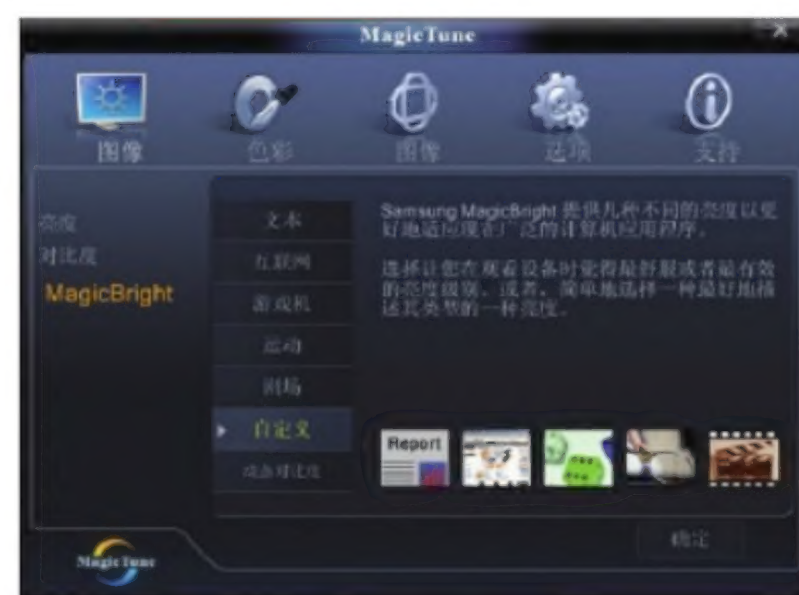 MagicTune
图像
色彩
图像
选项
支持
亮度
对比度
MagicBright
文本
互联网
游戏机
运动
剧场
自定义
动态对比度
Samsung MagicBright 提供几种不同的亮度以更
好地适应现在广泛的计算机应用程序。
选择让您在观看设备时觉得最舒服或者最有效
的亮度级别。或者，简单地选择一种最好地描
述其类型的一种亮度。
Report
确定
MagicTune